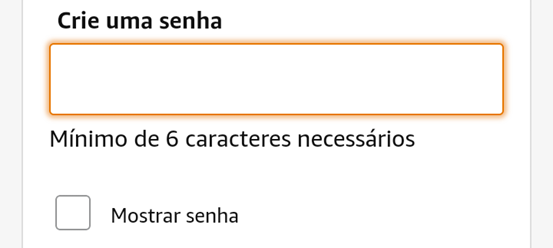 Crie uma senha
Mínimo de 6 caracteres necessários
Mostrar senha